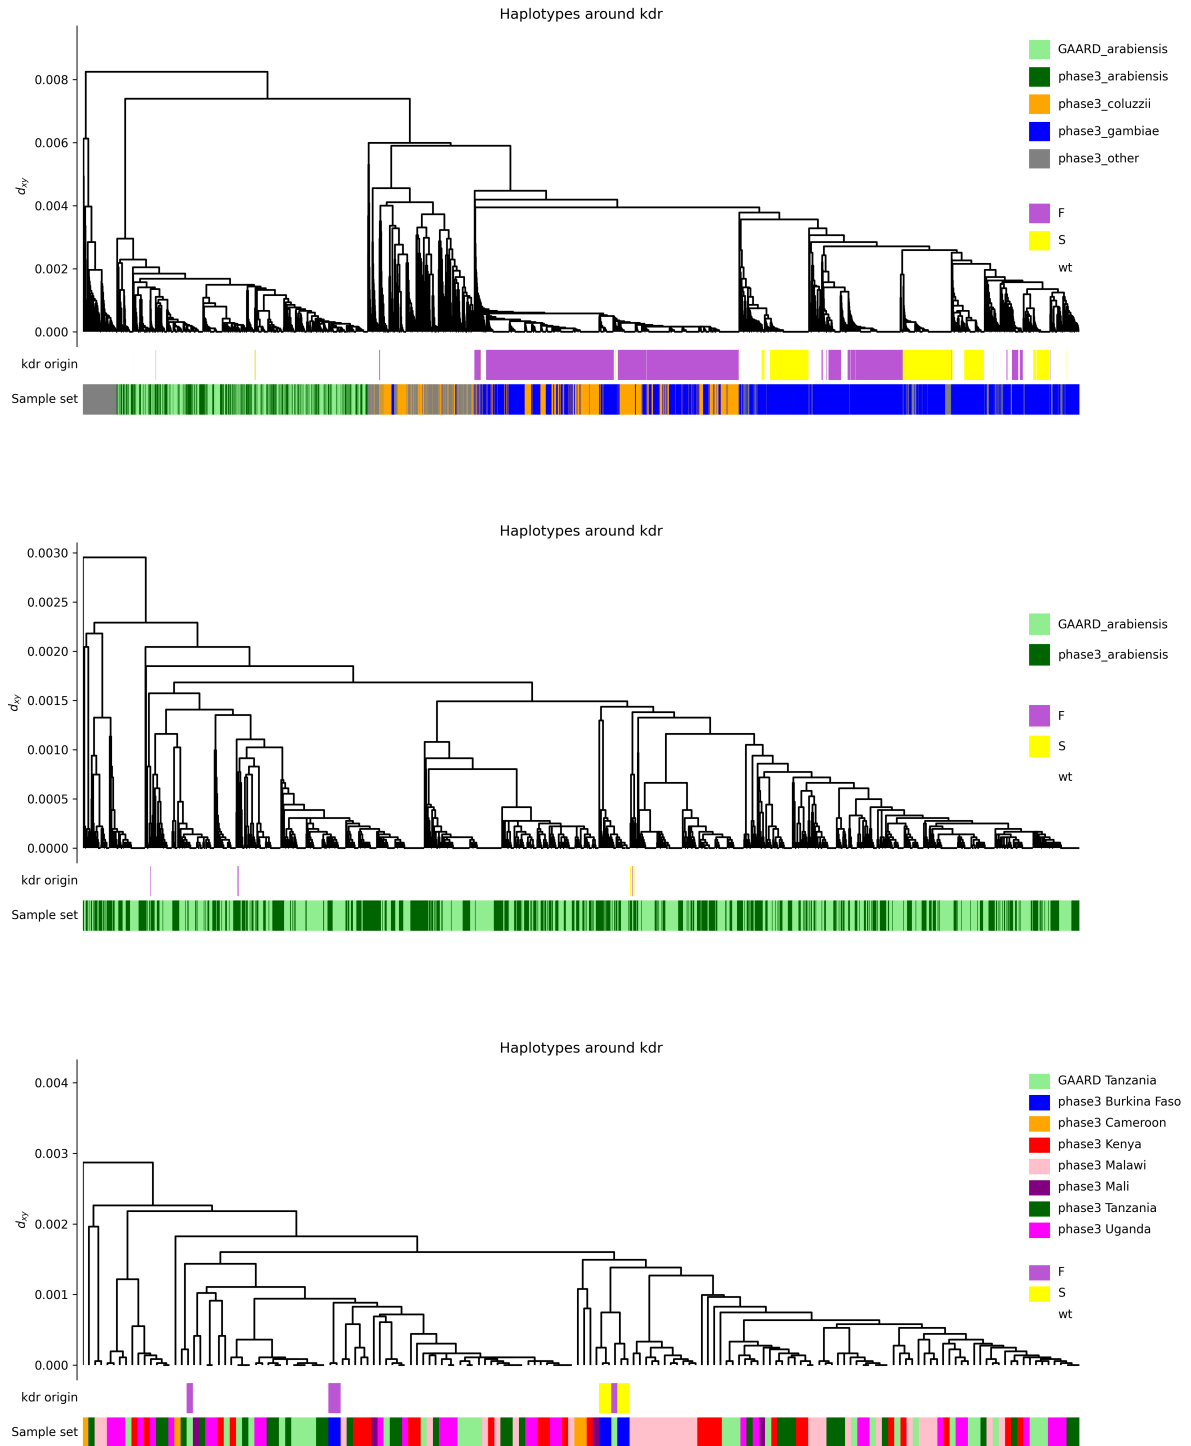 Haplotypes around kdr
GAARD_arabiensis
phase3_arabiensis
phase3_coluzzii
phase3_gambiae
phase3_other
F
S
wt
0.008
0.006
0.004
0.002
0.000
dxy
kdr origin
Sample set
Haplotypes around kdr
GAARD_arabiensis
phase3_arabiensis
F
S
wt
0.0030
0.0025
0.0020
0.0015
0.0010
0.0005
0.0000
dxy
kdr origin
Sample set
Haplotypes around kdr
GAARD Tanzania
phase3 Burkina Faso
phase3 Cameroon
phase3 Kenya
phase3 Malawi
phase3 Mali
phase3 Tanzania
phase3 Uganda
F
S
wt
0.004
0.003
0.002
0.001
0.000
dxy
kdr origin
Sample set